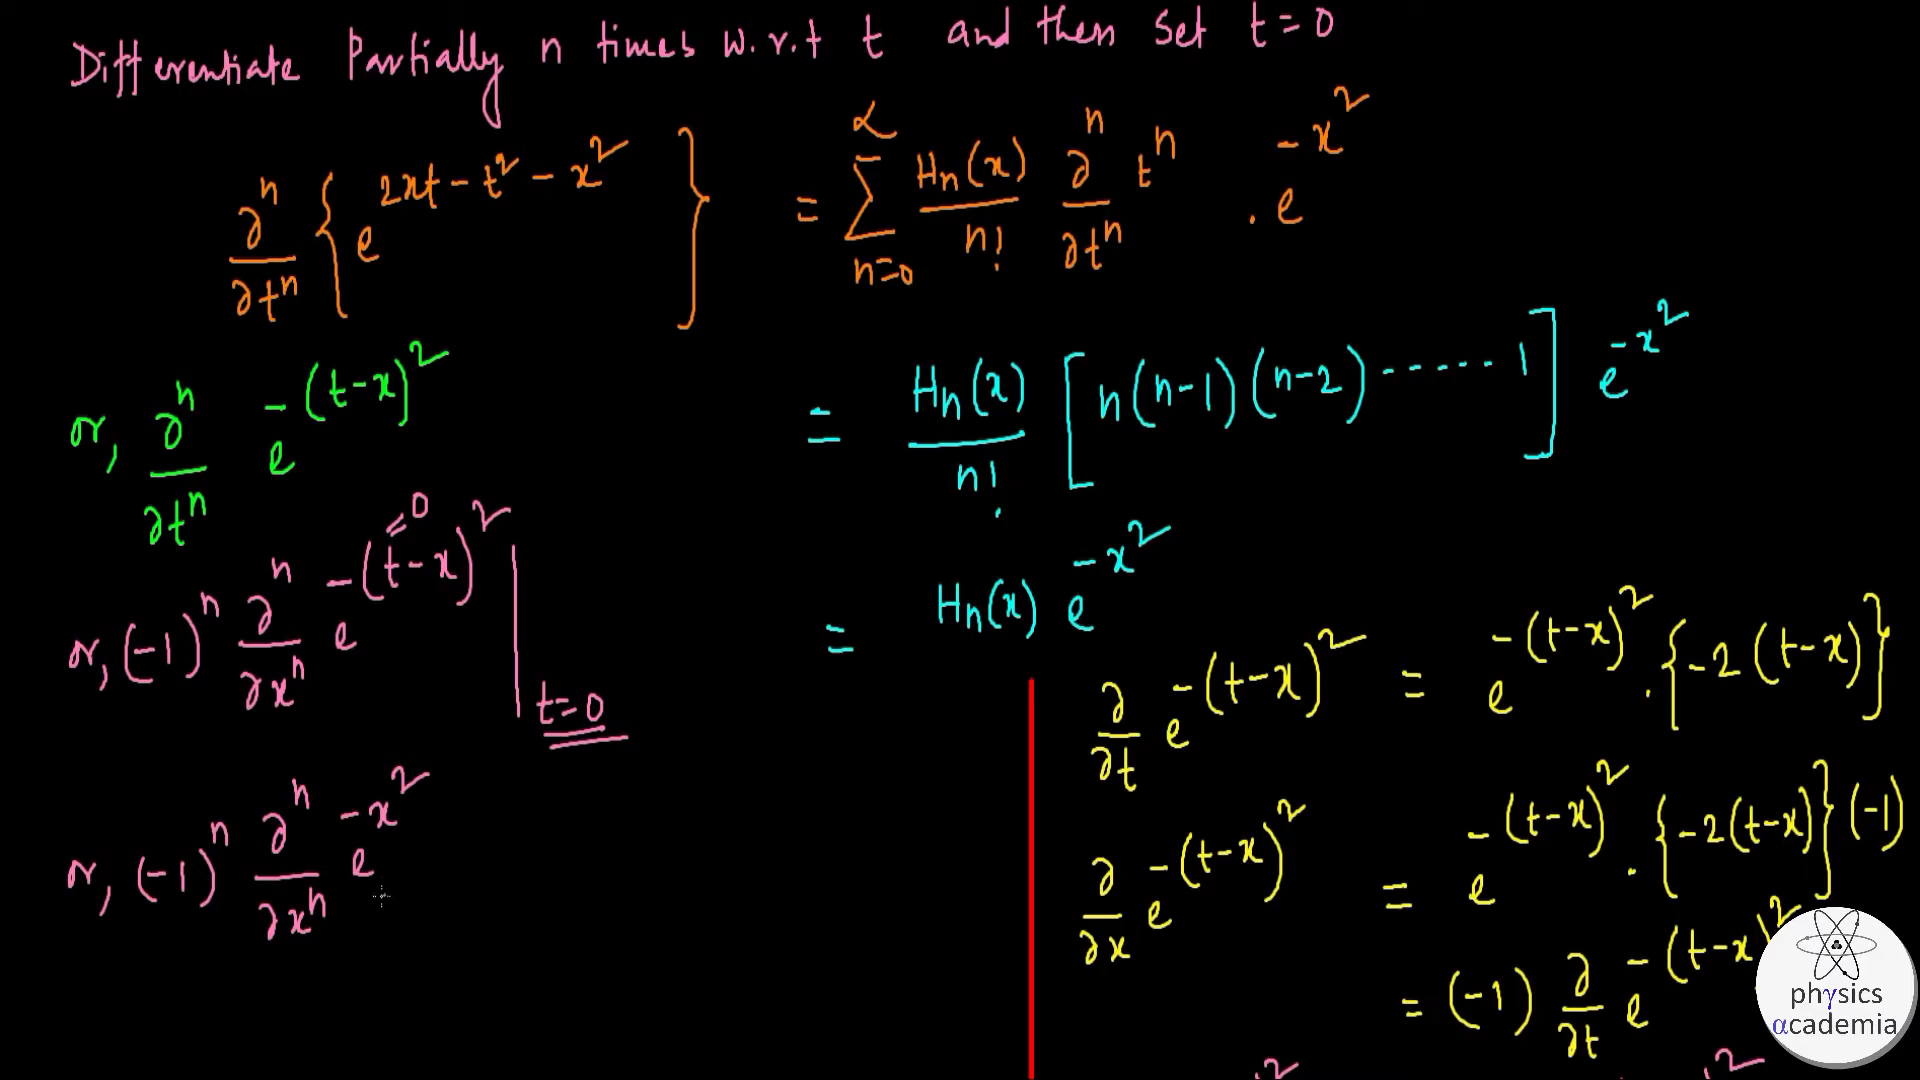 Differentiate Partially n times w.r.t t and then set t = 0
∂ⁿ/∂tⁿ { e^(2xt − t² − x²) } = Σ_(n=0)^∝ Hₙ(x)/n! ∂ⁿ/∂tⁿ tⁿ . e^(−x²)
or, ∂ⁿ/∂tⁿ e^(−(t−x)²) = Hₙ(x)/n! [ n(n−1)(n−2) ------ 1 ] e^(−x²)
or, (−1)ⁿ ∂ⁿ/∂xⁿ e^(−(t−x)²) |_(t=0) = Hₙ(x) e^(−x²)
or, (−1)ⁿ ∂ⁿ/∂xⁿ e^(−x²)
∂/∂t e^(−(t−x)²) = e^(−(t−x)²) . {−2(t−x)}
∂/∂x e^(−(t−x)²) = e^(−(t−x)²) . {−2(t−x)}(−1)
= (−1) ∂/∂t e^(−(t−x)²)
physics
αcademia